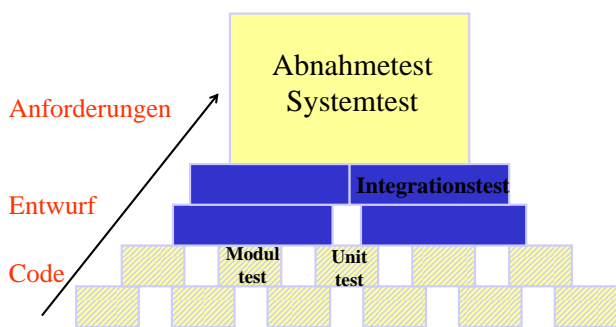 Abnahmetest
Systemtest
Anforderungen
Integrationstest
Entwurf
Modul
test
Unit
test
Code